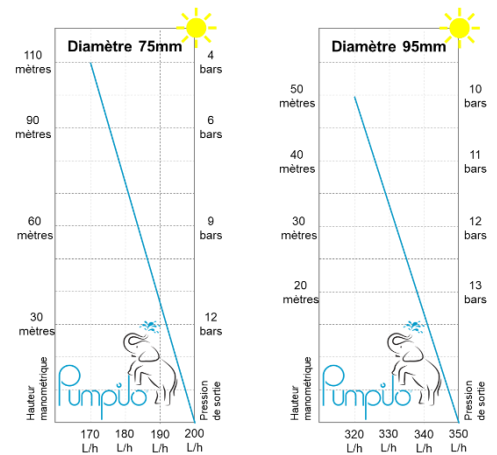 Diamètre 75mm
110
mètres
90
mètres
60
mètres
30
mètres
Hauteur
manométrique
4
bars
6
bars
9
bars
12
bars
Pression
de sortie
Pumpilo
170
L/h
180
L/h
190
L/h
200
L/h
Diamètre 95mm
50
mètres
40
mètres
30
mètres
20
mètres
Hauteur
manométrique
10
bars
11
bars
12
bars
13
bars
Pression
de sortie
Pumpilo
320
L/h
330
L/h
340
L/h
350
L/h